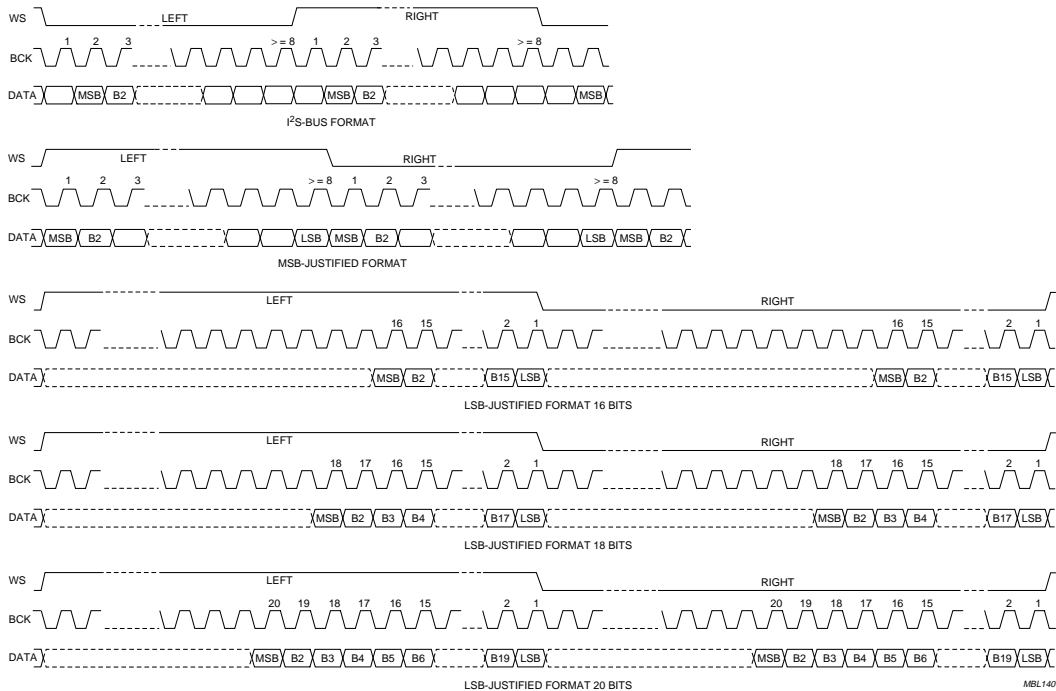 WS LEFT RIGHT
1 2 3 > = 8 1 2 3 > = 8
BCK
DATA MSB B2 MSB B2 MSB
I²S-BUS FORMAT
WS LEFT RIGHT
1 2 3 > = 8 1 2 3 > = 8
BCK
DATA MSB B2 LSB MSB B2 LSB MSB B2
MSB-JUSTIFIED FORMAT
WS LEFT RIGHT
16 15 2 1 16 15 2 1
BCK
DATA MSB B2 B15 LSB MSB B2 B15 LSB
LSB-JUSTIFIED FORMAT 16 BITS
WS LEFT RIGHT
18 17 16 15 2 1 18 17 16 15 2 1
BCK
DATA MSB B2 B3 B4 B17 LSB MSB B2 B3 B4 B17 LSB
LSB-JUSTIFIED FORMAT 18 BITS
WS LEFT RIGHT
20 19 18 17 16 15 2 1 20 19 18 17 16 15 2 1
BCK
DATA MSB B2 B3 B4 B5 B6 B19 LSB MSB B2 B3 B4 B5 B6 B19 LSB
LSB-JUSTIFIED FORMAT 20 BITS
MBL140